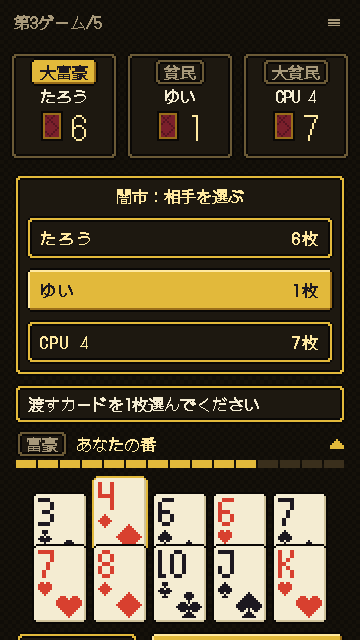 第3ゲーム/5
大富豪
たろう
6
貧民
ゆい
1
大貧民
CPU 4
7
闇市：相手を選ぶ
たろう 6枚
ゆい 1枚
CPU 4 7枚
渡すカードを1枚選んでください
富豪 あなたの番
3 4 6 6 7
7 8 10 J K